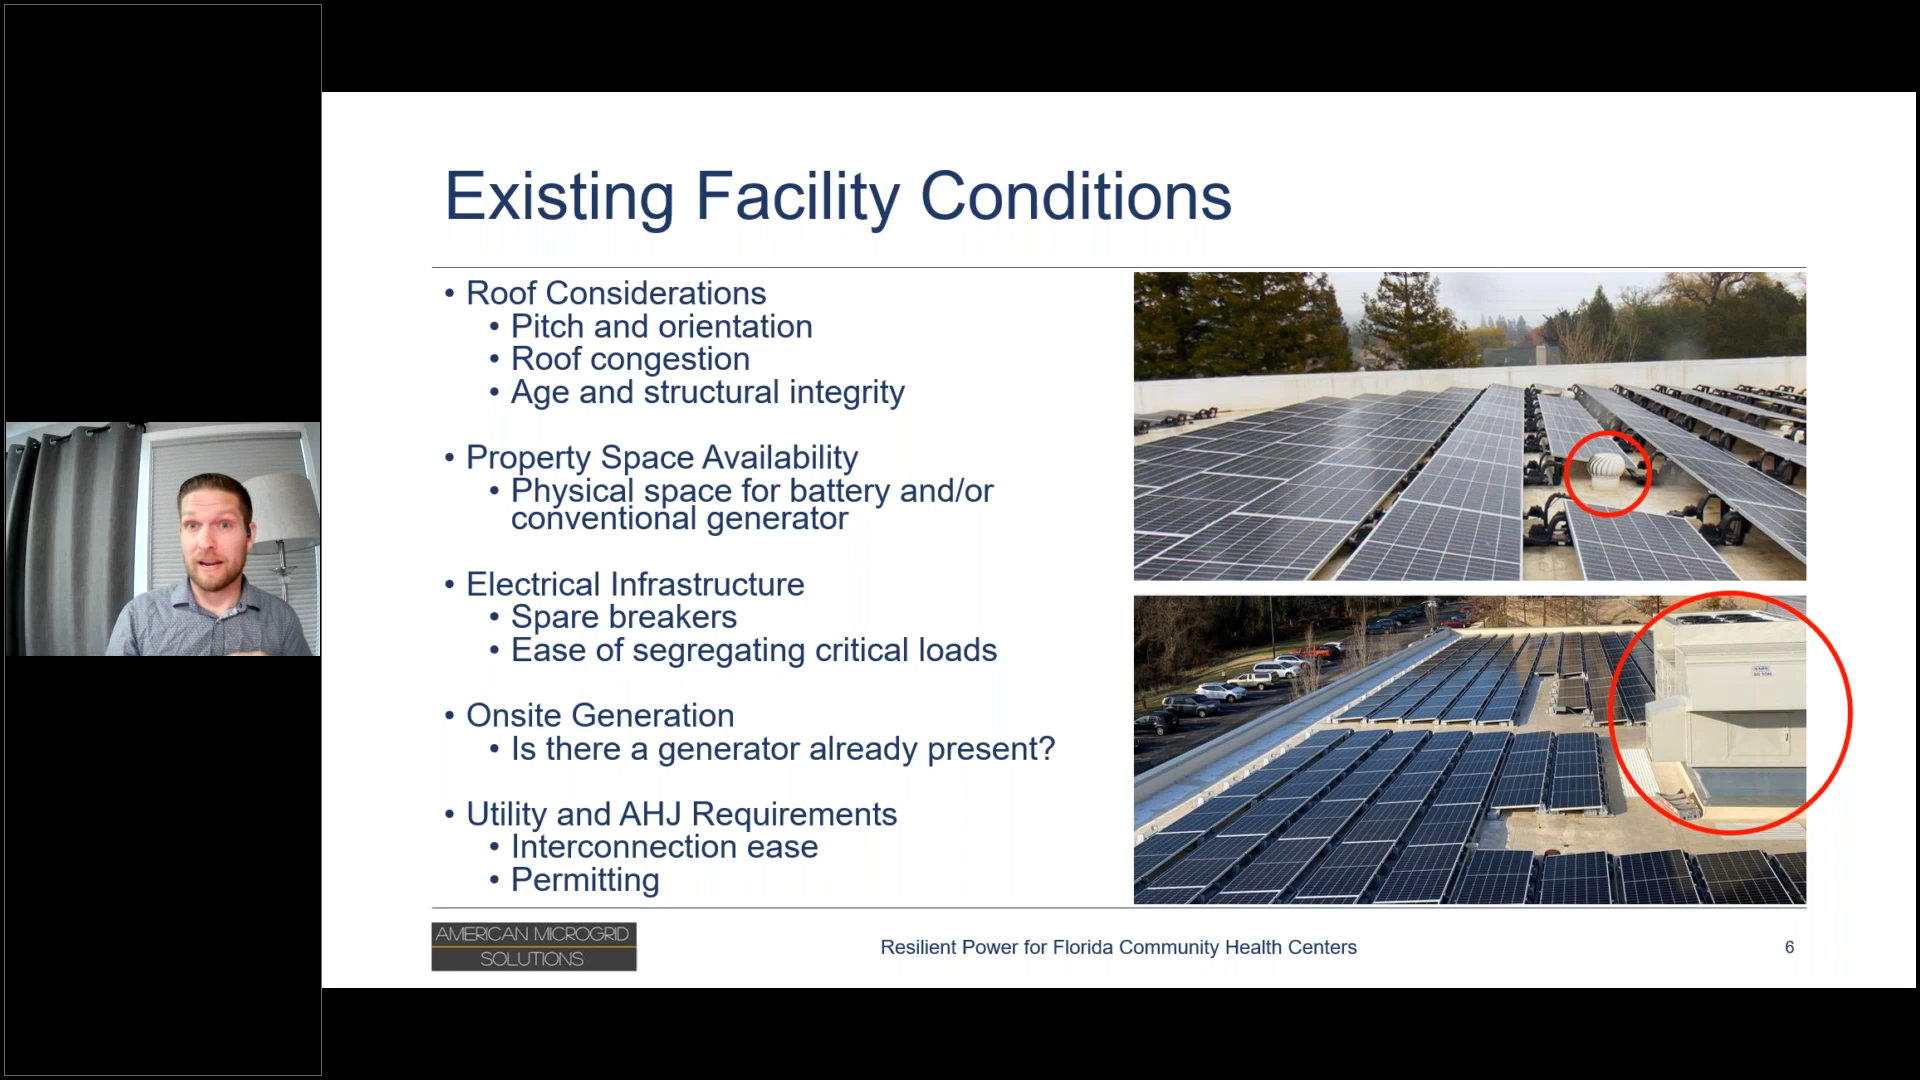 Existing Facility Conditions
• Roof Considerations
• Pitch and orientation
• Roof congestion
• Age and structural integrity
• Property Space Availability
• Physical space for battery and/or
conventional generator
• Electrical Infrastructure
• Spare breakers
• Ease of segregating critical loads
• Onsite Generation
• Is there a generator already present?
• Utility and AHJ Requirements
• Interconnection ease
• Permitting
AMERICAN MICROGRID
SOLUTIONS
Resilient Power for Florida Community Health Centers
6